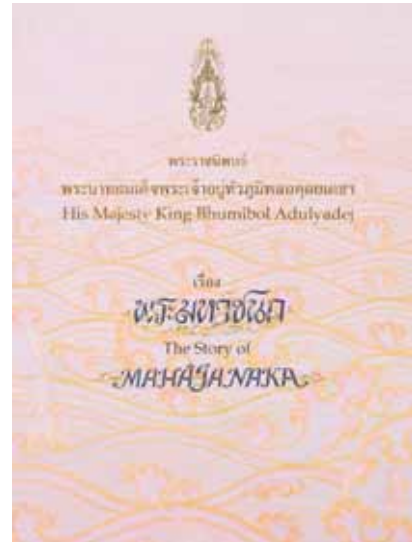 พระราชนิพนธ์
พระบาทสมเด็จพระเจ้าอยู่หัวภูมิพลอดุลยเดช
His Majesty King Bhumibol Adulyadej
เรื่อง
พระมหาชนก
The Story of
MAHAJANAKA